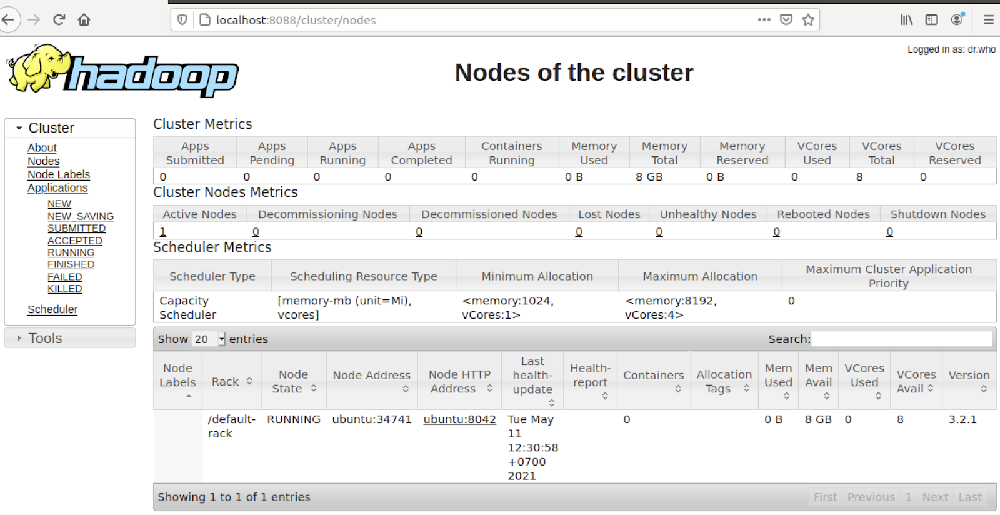 localhost:8088/cluster/nodes
Logged in as: dr.who
hadoop
Nodes of the cluster
Cluster
About
Nodes
Node Labels
Applications
NEW
NEW_SAVING
SUBMITTED
ACCEPTED
RUNNING
FINISHED
FAILED
KILLED
Scheduler
Tools
Cluster Metrics
Apps Submitted Apps Pending Apps Running Apps Completed Containers Running Memory Used Memory Total Memory Reserved VCores Used VCores Total VCores Reserved
0 0 0 0 0 0 B 8 GB 0 B 0 8 0
Cluster Nodes Metrics
Active Nodes Decommissioning Nodes Decommissioned Nodes Lost Nodes Unhealthy Nodes Rebooted Nodes Shutdown Nodes
1 0 0 0 0 0 0
Scheduler Metrics
Scheduler Type Scheduling Resource Type Minimum Allocation Maximum Allocation Maximum Cluster Application Priority
Capacity Scheduler [memory-mb (unit=Mi), vcores] <memory:1024, vCores:1> <memory:8192, vCores:4> 0
Show 20 entries Search:
Node Labels Rack Node State Node Address Node HTTP Address Last health-update Health-report Containers Allocation Tags Mem Used Mem Avail VCores Used VCores Avail Version
/default-rack RUNNING ubuntu:34741 ubuntu:8042 Tue May 11 12:30:58 +0700 2021 0 0 B 8 GB 0 8 3.2.1
Showing 1 to 1 of 1 entries First Previous 1 Next Last